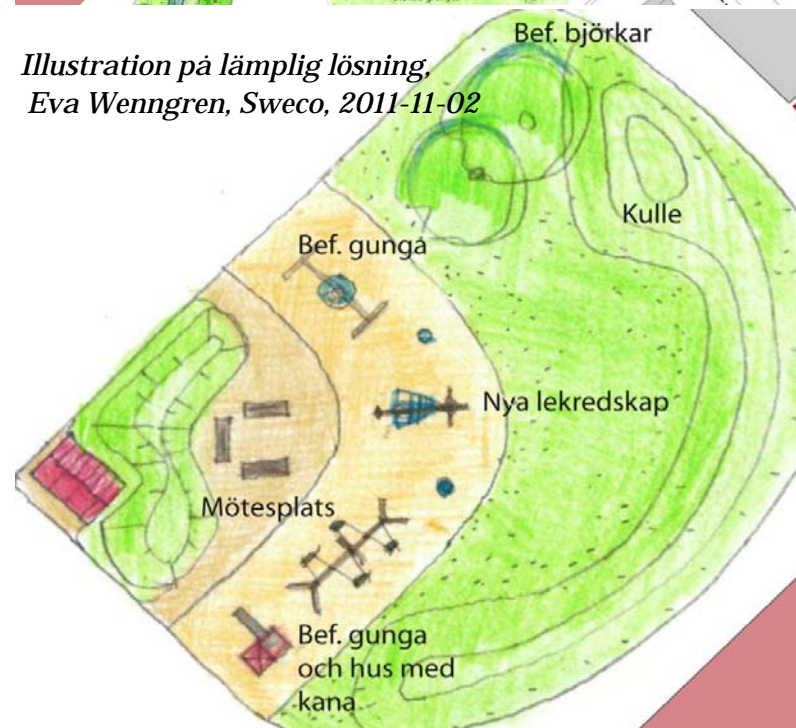 Illustration på lämplig lösning,
Eva Wenngren, Sweco, 2011-11-02
Bef. björkar
Kulle
Bef. gunga
Nya lekredskap
Mötesplats
Bef. gunga
och hus med
kana